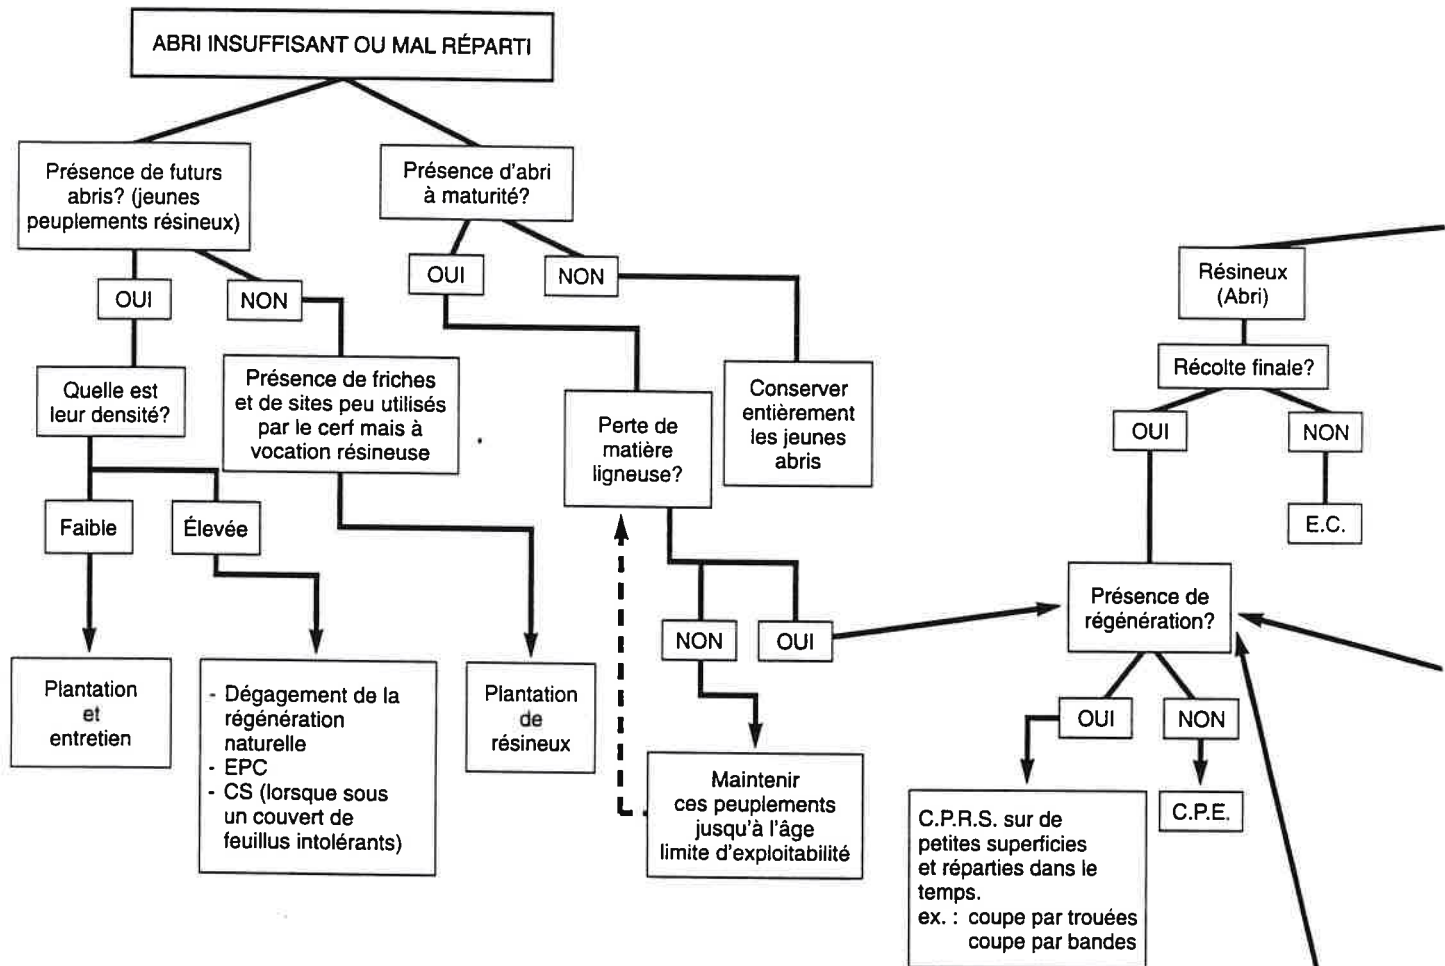 ABRI INSUFFISANT OU MAL RÉPARTI
Présence de futurs
abris? (jeunes
peuplements résineux)
Présence d'abri
à maturité?
OUI
NON
OUI
NON
Quelle est
leur densité?
Présence de friches
et de sites peu utilisés
par le cerf mais à
vocation résineuse
Perte de
matière
ligneuse?
Conserver
entièrement
les jeunes
abris
Faible
Élevée
NON
OUI
Plantation
et
entretien
- Dégagement de la
régénération
naturelle
- EPC
- CS (lorsque sous
un couvert de
feuillus intolérants)
Plantation
de
résineux
Maintenir
ces peuplements
jusqu'à l'âge
limite d'exploitabilité
Résineux
(Abri)
Récolte finale?
OUI
NON
E.C.
Présence de
régénération?
OUI
NON
C.P.R.S. sur de
petites superficies
et réparties dans le
temps.
ex. : coupe par trouées
coupe par bandes
C.P.E.